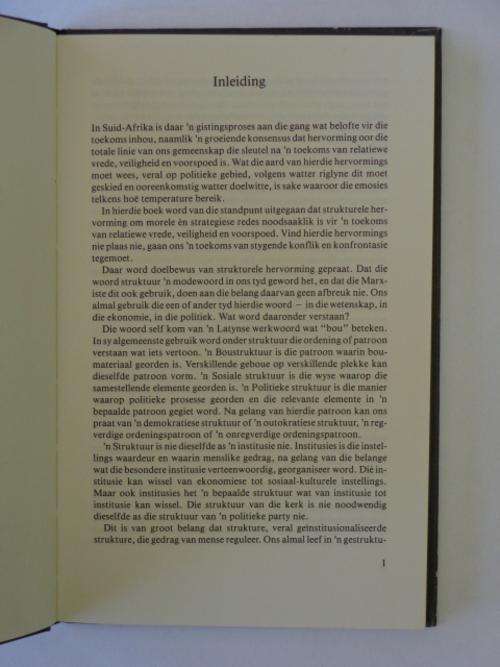 Inleiding
In Suid-Afrika is daar 'n gistingsproses aan die gang wat belofte vir die
toekoms inhou, naamlik 'n groeiende konsensus dat hervorming oor die
totale linie van ons gemeenskap die sleutel na 'n toekoms van relatiewe
vrede, veiligheid en voorspoed is. Wat die aard van hierdie hervormings
moet wees, veral op politieke gebied, volgens watter riglyne dit moet
geskied en ooreenkomstig watter doelwitte, is sake waaroor die emosies
telkens hoë temperature bereik.
In hierdie boek word van die standpunt uitgegaan dat strukturele her-
vorming om morele èn strategiese redes noodsaaklik is vir 'n toekoms
van relatiewe vrede, veiligheid en voorspoed. Vind hierdie hervormings
nie plaas nie, gaan ons 'n toekoms van stygende konflik en konfrontasie
tegemoet.
Daar word doelbewus van strukturele hervorming gepraat. Dat die
woord struktuur 'n modewoord in ons tyd geword het, en dat die Marx-
iste dit ook gebruik, doen aan die belang daarvan geen afbreuk nie. Ons
almal gebruik die een of ander tyd hierdie woord – in die wetenskap, in
die ekonomie, in die politiek. Wat word daaronder verstaan?
Die woord self kom van 'n Latynse werkwoord wat "bou" beteken.
In sy algemeenste gebruik word onder struktuur die ordening of patroon
verstaan wat iets vertoon. 'n Boustruktuur is die patroon waarin bou-
materiaal georden is. Verskillende geboue op verskillende plekke kan
dieselfde patroon vorm. 'n Sosiale struktuur is die wyse waarop die
samestellende elemente georden is. 'n Politieke struktuur is die manier
waarop politieke prosesse georden en die relevante elemente in 'n
bepaalde patroon gegiet word. Na gelang van hierdie patroon kan ons
praat van 'n demokratiese struktuur of 'n outokratiese struktuur, 'n reg-
verdige ordeningspatroon of 'n onregverdige ordeningspatroon.
'n Struktuur is nie dieselfde as 'n institusie nie. Institusies is die instel-
lings waardeur en waarin menslike gedrag, na gelang van die belange
wat die besondere institusie verteenwoordig, georganiseer word. Dié in-
stitusie kan wissel van ekonomiese tot sosiaal-kulturele instellings.
Maar ook institusies het 'n bepaalde struktuur wat van institusie tot
institusie kan wissel. Die struktuur van die kerk is nie noodwendig
dieselfde as die struktuur van 'n politieke party nie.
Dit is van groot belang dat strukture, veral geïnstitusionaliseerde
strukture, die gedrag van mense reguleer. Ons almal leef in 'n gestruktu-
1